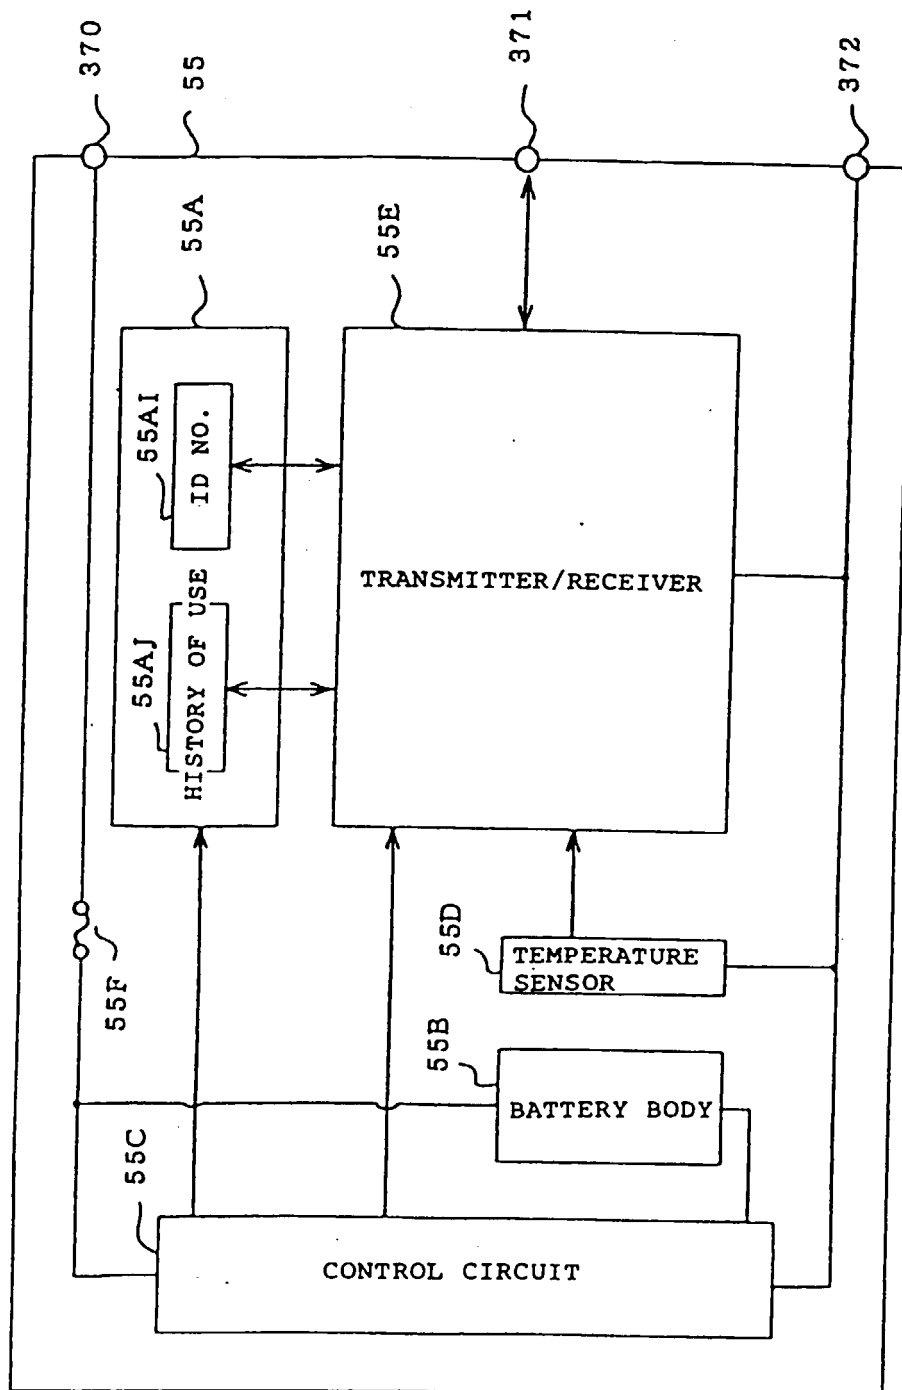 370
55
371
372
55A
55E
55AI
ID NO.
55AJ
HISTORY OF USE
TRANSMITTER/RECEIVER
55F
55D
TEMPERATURE
SENSOR
55B
BATTERY BODY
55C
CONTROL CIRCUIT